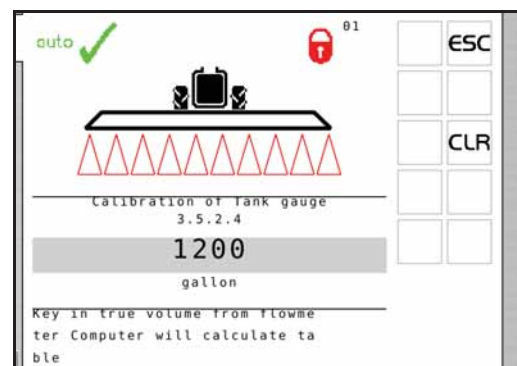 auto
01
ESC
CLR
Calibration of Tank gauge
3.5.2.4
1200
gallon
Key in true volume from flowme
ter Computer will calculate ta
ble